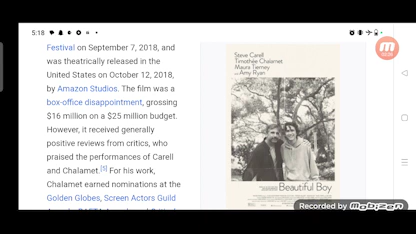 5:18
Festival on September 7, 2018, and
was theatrically released in the
United States on October 12, 2018,
by Amazon Studios. The film was a
box-office disappointment, grossing
$16 million on a $25 million budget.
However, it received generally
positive reviews from critics, who
praised the performances of Carell
and Chalamet.[5] For his work,
Chalamet earned nominations at the
Golden Globes, Screen Actors Guild
Steve Carell
Timothée Chalamet
Maura Tierney
and Amy Ryan
Beautiful Boy
Recorded by Mobizen